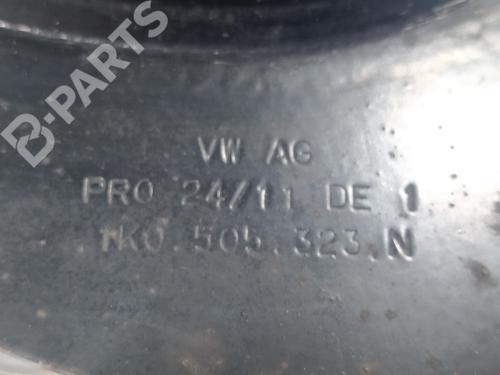 B-PARTS
VW AG
PRO 24/11 DE 1
1K0.505.323.N